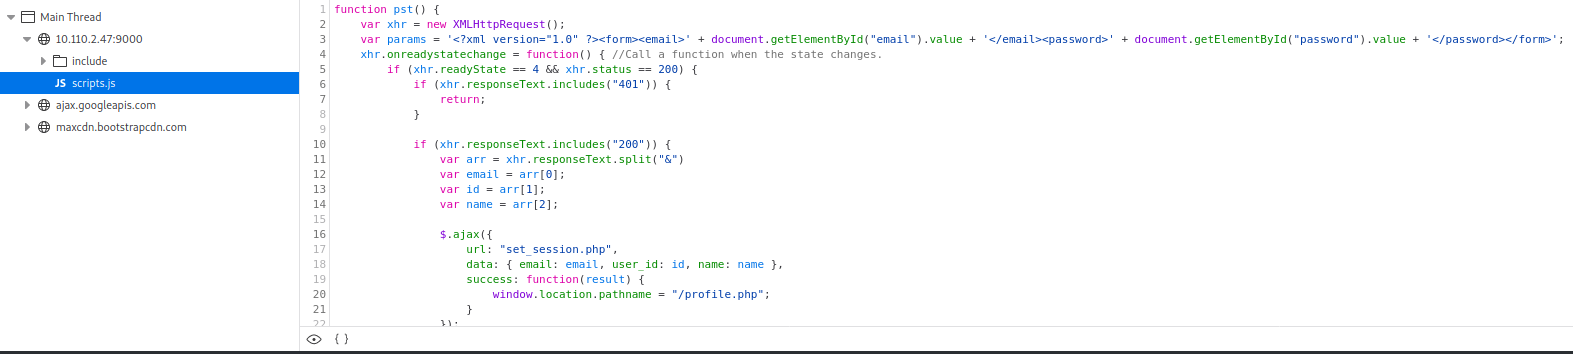 Main Thread
10.110.2.47:9000
include
JS scripts.js
ajax.googleapis.com
maxcdn.bootstrapcdn.com
1 function pst() {
2 var xhr = new XMLHttpRequest();
3 var params = '<?xml version="1.0" ?><form><email>' + document.getElementById("email").value + '</email><password>' + document.getElementById("password").value + '</password></form>';
4 xhr.onreadystatechange = function() { //Call a function when the state changes.
5 if (xhr.readyState == 4 && xhr.status == 200) {
6 if (xhr.responseText.includes("401")) {
7 return;
8 }
9
10 if (xhr.responseText.includes("200")) {
11 var arr = xhr.responseText.split("&")
12 var email = arr[0];
13 var id = arr[1];
14 var name = arr[2];
15
16 $.ajax({
17 url: "set_session.php",
18 data: { email: email, user_id: id, name: name },
19 success: function(result) {
20 window.location.pathname = "/profile.php";
21 }
22 });
{ }